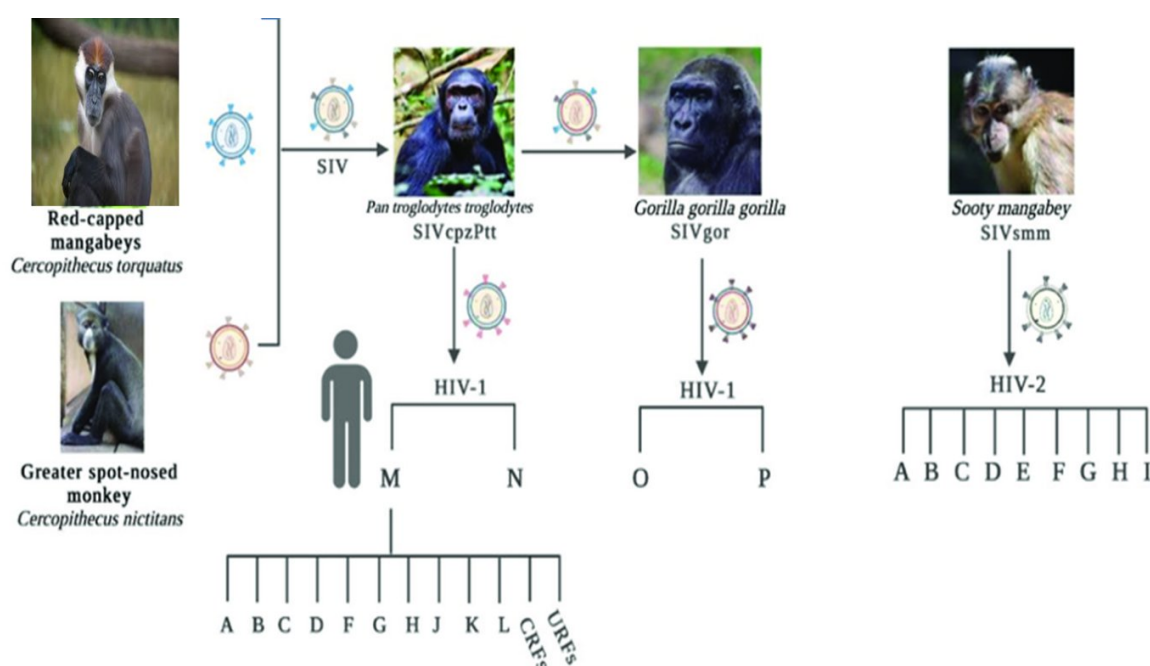 Red-capped
mangabeys
Cercopithecus torquatus
Greater spot-nosed
monkey
Cercopithecus nictitans
SIV
Pan troglodytes troglodytes
SIVcpzPtt
Gorilla gorilla gorilla
SIVgor
Sooty mangabey
SIVsmm
HIV-1
M N
HIV-1
O P
HIV-2
A B C D E F G H I
A B C D F G H J K L CRFs URFs